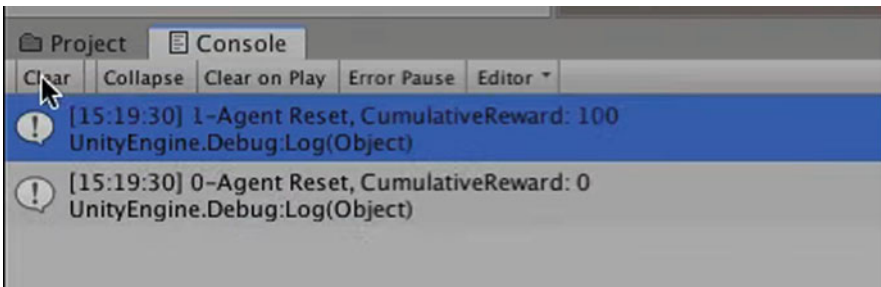 Project Console
Clear Collapse Clear on Play Error Pause Editor
[15:19:30] 1-Agent Reset, CumulativeReward: 100
UnityEngine.Debug:Log(Object)
[15:19:30] 0-Agent Reset, CumulativeReward: 0
UnityEngine.Debug:Log(Object)